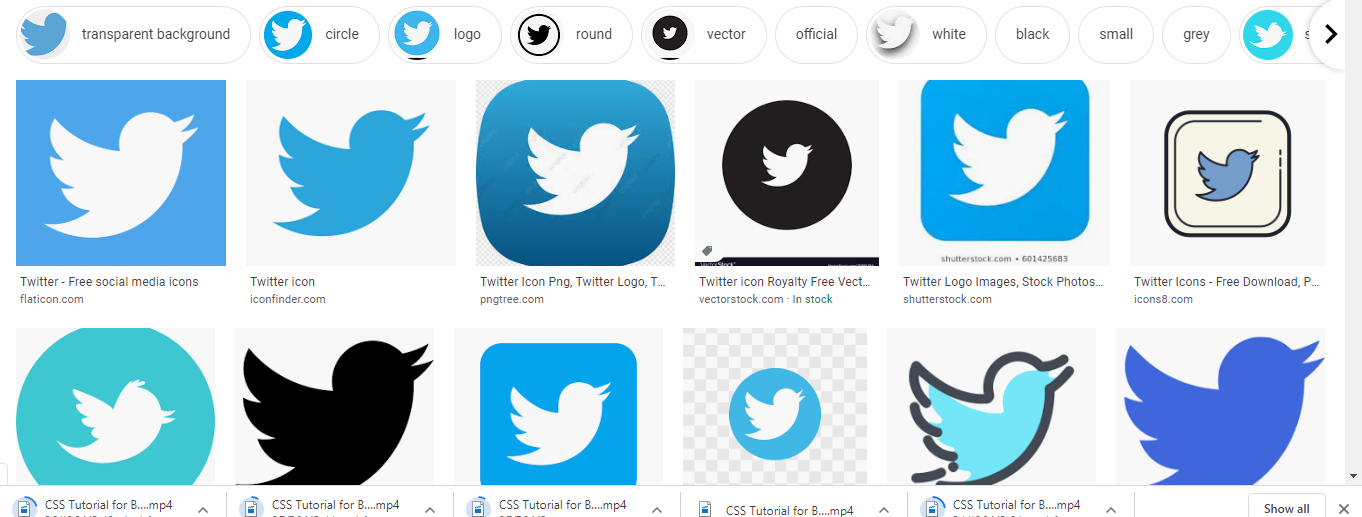 transparent background
circle
logo
round
vector
official
white
black
small
grey
Twitter - Free social media icons
flaticon.com
Twitter icon
iconfinder.com
Twitter Icon Png, Twitter Logo, T...
pngtree.com
VectorStock
Twitter icon Royalty Free Vect...
vectorstock.com · In stock
shutterstock.com • 601425683
Twitter Logo Images, Stock Photos...
shutterstock.com
Twitter Icons - Free Download, P...
icons8.com
CSS Tutorial for B....mp4
CSS Tutorial for B....mp4
CSS Tutorial for B....mp4
CSS Tutorial for B....mp4
CSS Tutorial for B....mp4
Show all